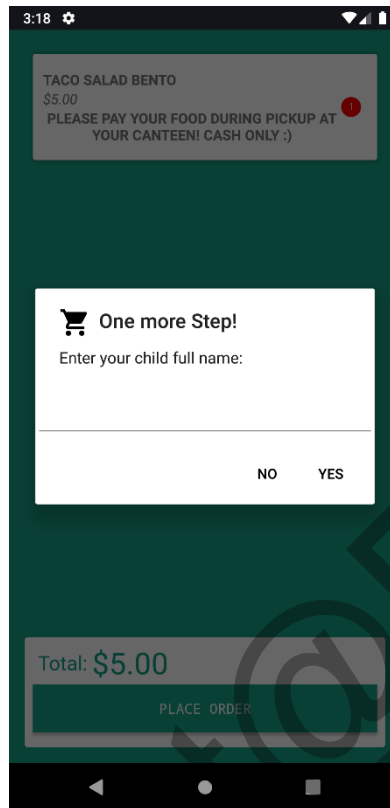 3:18
TACO SALAD BENTO
$5.00
PLEASE PAY YOUR FOOD DURING PICKUP AT
YOUR CANTEEN! CASH ONLY :)
1
One more Step!
Enter your child full name:
NO YES
Total: $5.00
PLACE ORDER